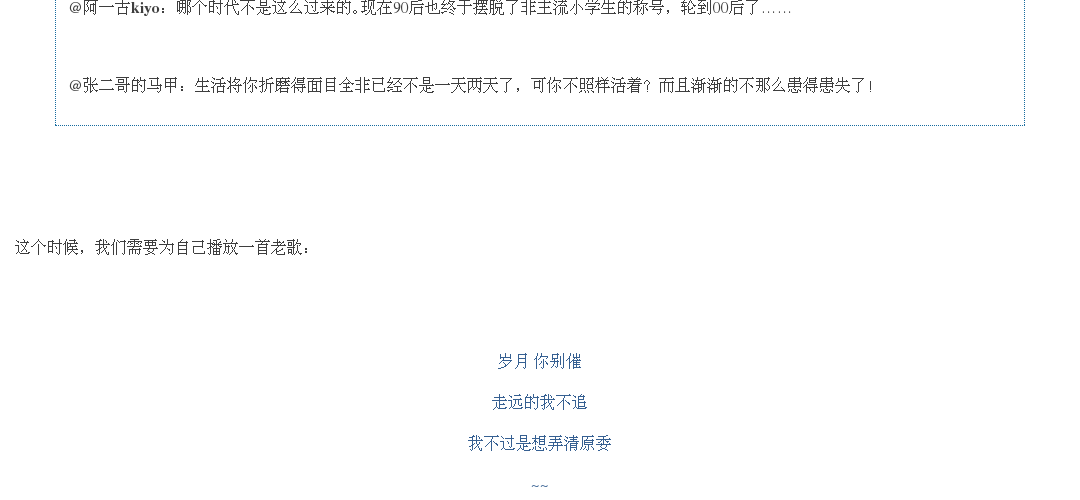 @阿一古kiyo：哪个时代不是这么过来的。现在90后也终于摆脱了非主流小学生的称号，轮到00后了……
@张二哥的马甲：生活将你折磨得面目全非已经不是一天两天了，可你不照样活着？而且渐渐的不那么患得患失了！
这个时候，我们需要为自己播放一首老歌：
岁月 你别催
走远的我不追
我不过是想弄清原委
~~